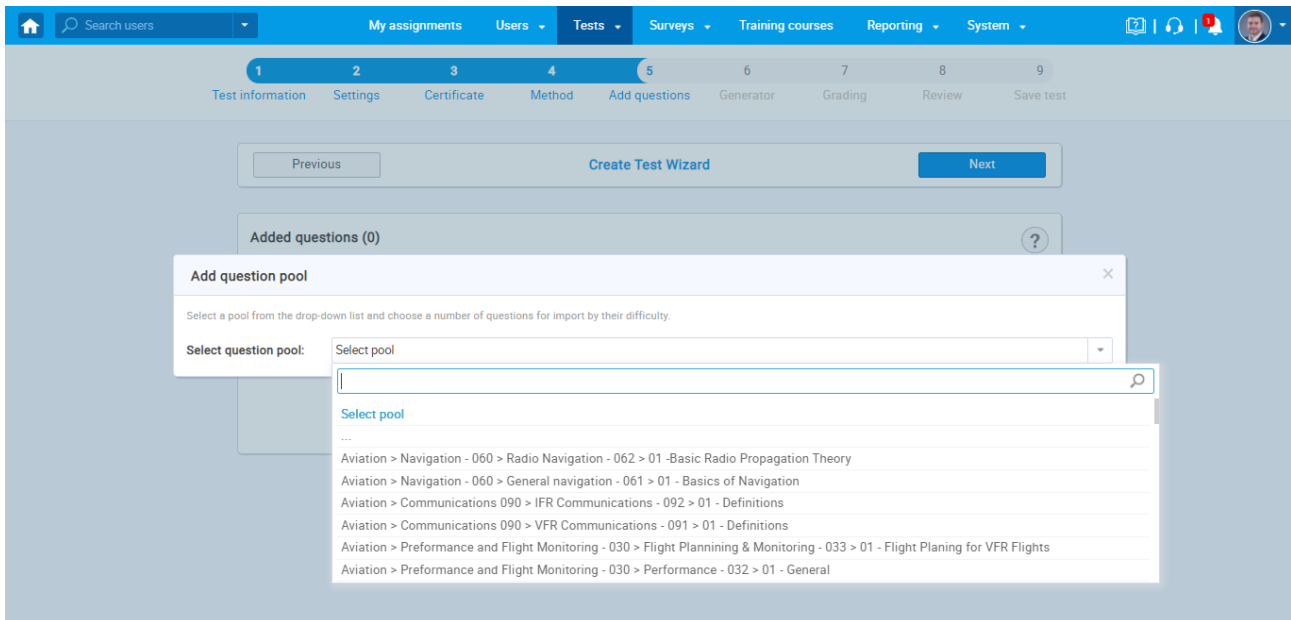 Search users My assignments Users Tests Surveys Training courses Reporting System 1
1 2 3 4 5 6 7 8 9
Test information Settings Certificate Method Add questions Generator Grading Review Save test
Previous Create Test Wizard Next
Added questions (0) ?
Add question pool
Select a pool from the drop-down list and choose a number of questions for import by their difficulty.
Select question pool: Select pool
Select pool
...
Aviation > Navigation - 060 > Radio Navigation - 062 > 01 -Basic Radio Propagation Theory
Aviation > Navigation - 060 > General navigation - 061 > 01 - Basics of Navigation
Aviation > Communications 090 > IFR Communications - 092 > 01 - Definitions
Aviation > Communications 090 > VFR Communications - 091 > 01 - Definitions
Aviation > Preformance and Flight Monitoring - 030 > Flight Plannining & Monitoring - 033 > 01 - Flight Planing for VFR Flights
Aviation > Preformance and Flight Monitoring - 030 > Performance - 032 > 01 - General